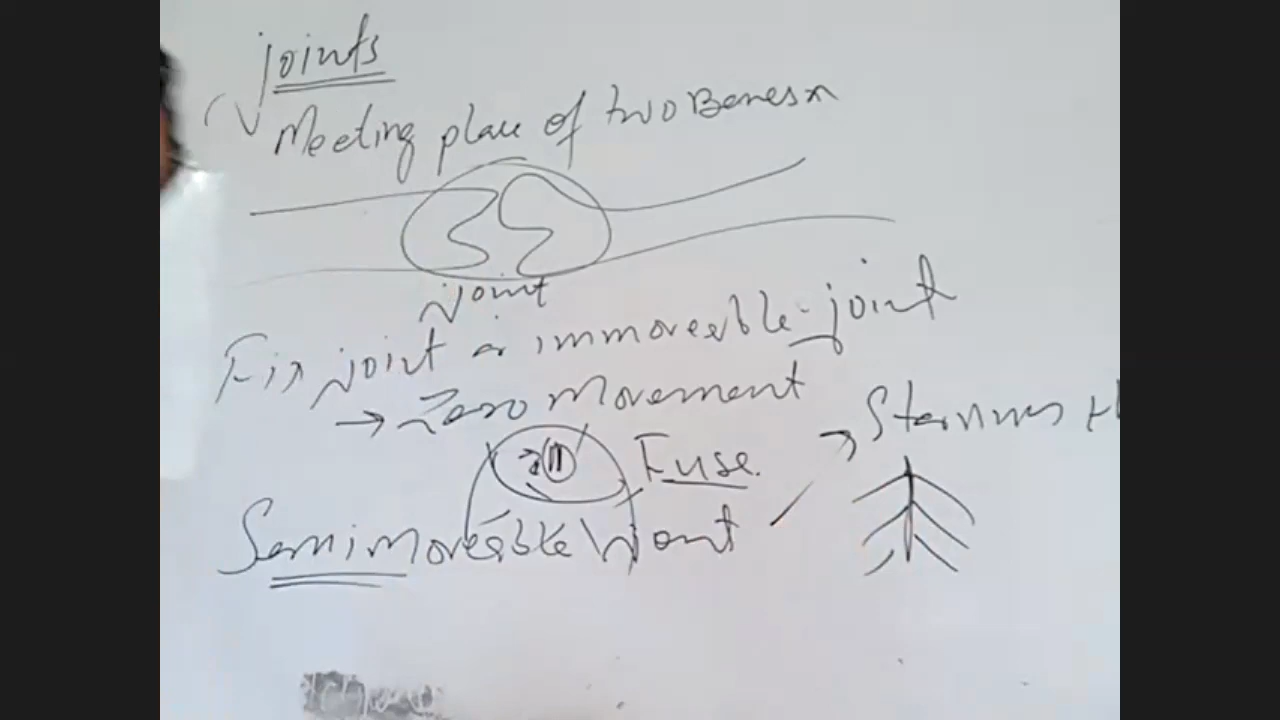 joints
Meeting place of two Bones
joint
Fix joint or immoveable joint
→ Zero Movement
Fuse.
Semimoveable joint → Sternum